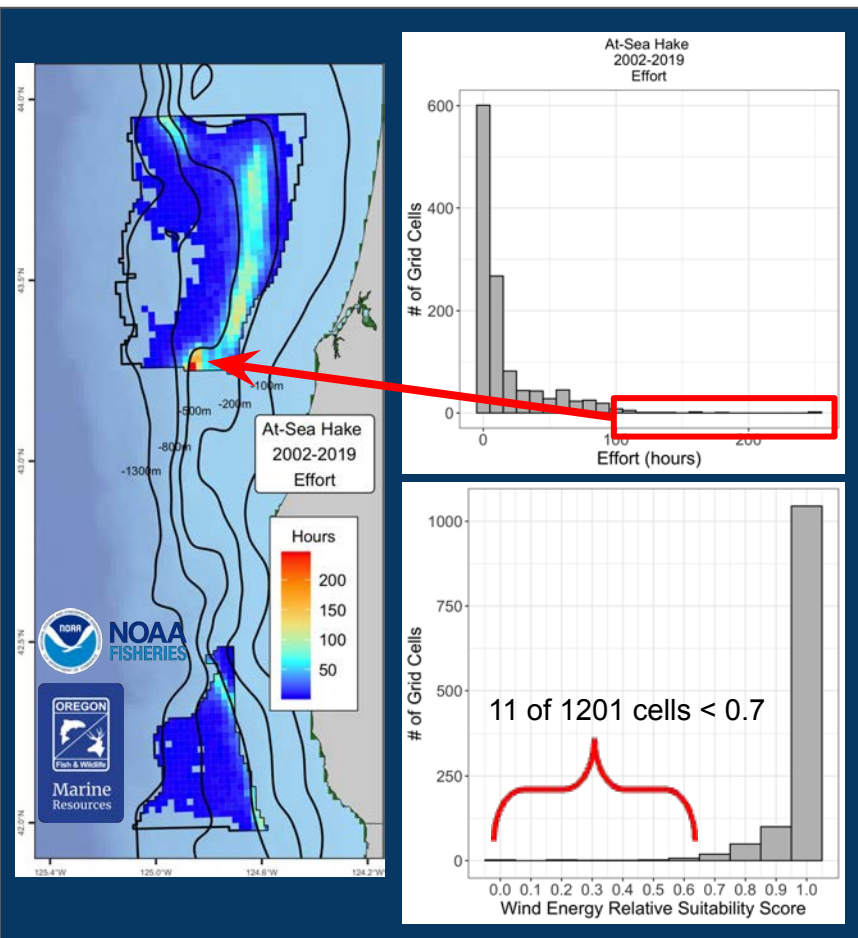 44.0°N
43.5°N
43.0°N
42.5°N
42.0°N
125.4°W
125.0°W
124.6°W
124.2°W
-100m
-200m
-500m
-800m
-1300m
At-Sea Hake
2002-2019
Effort
Hours
200
150
100
50
NOAA
NOAA
FISHERIES
OREGON
Fish & Wildlife
Marine
Resources
At-Sea Hake
2002-2019
Effort
# of Grid Cells
600
400
200
0
0
100
200
Effort (hours)
# of Grid Cells
1000
750
500
250
0
11 of 1201 cells < 0.7
0.0 0.1 0.2 0.3 0.4 0.5 0.6 0.7 0.8 0.9 1.0
Wind Energy Relative Suitability Score